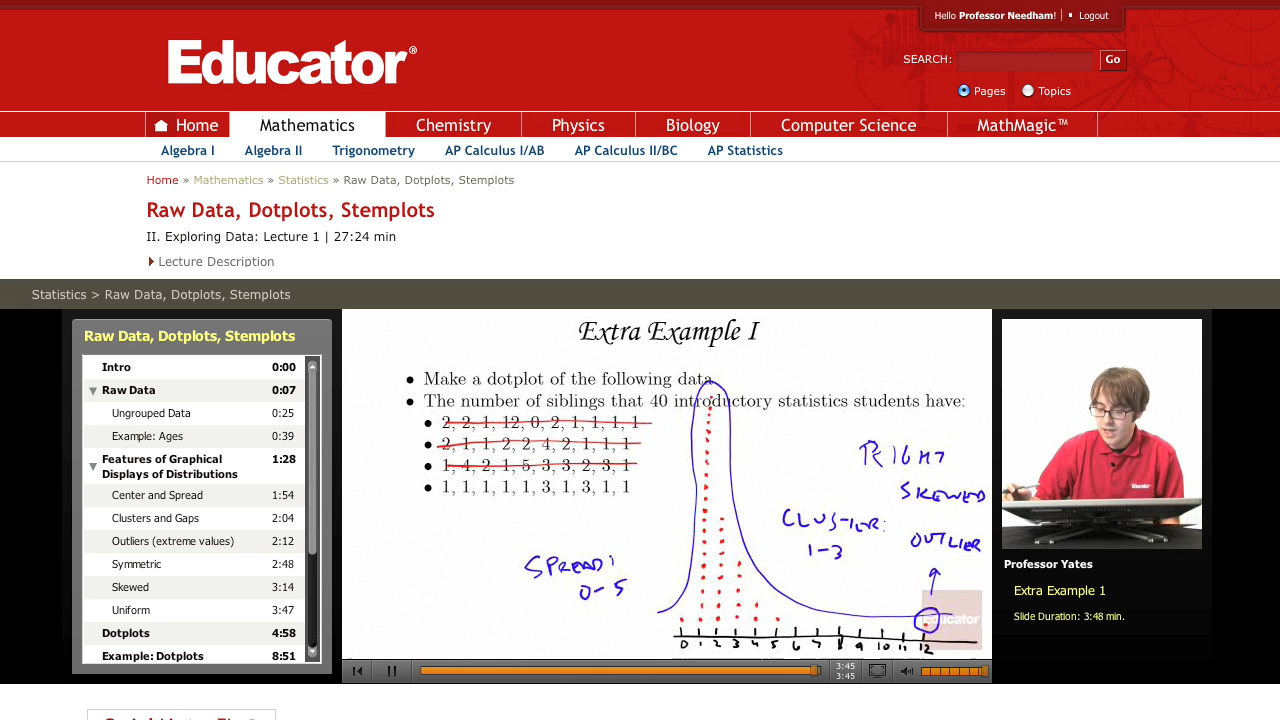 Hello Professor Needham! Logout
Educator®
SEARCH: Go
Pages Topics
Home Mathematics Chemistry Physics Biology Computer Science MathMagic™
Algebra I Algebra II Trigonometry AP Calculus I/AB AP Calculus II/BC AP Statistics
Home » Mathematics » Statistics » Raw Data, Dotplots, Stemplots
Raw Data, Dotplots, Stemplots
II. Exploring Data: Lecture 1 | 27:24 min
Lecture Description
Statistics > Raw Data, Dotplots, Stemplots
Raw Data, Dotplots, Stemplots
Intro 0:00
Raw Data 0:07
Ungrouped Data 0:25
Example: Ages 0:39
Features of Graphical 1:28
Displays of Distributions
Center and Spread 1:54
Clusters and Gaps 2:04
Outliers (extreme values) 2:12
Symmetric 2:48
Skewed 3:14
Uniform 3:47
Dotplots 4:58
Example: Dotplots 8:51
Extra Example I
• Make a dotplot of the following data
• The number of siblings that 40 introductory statistics students have:
• 2, 2, 1, 12, 0, 2, 1, 1, 1, 1
• 2, 1, 1, 2, 2, 4, 2, 1, 1, 1
• 1, 4, 2, 1, 5, 3, 3, 2, 3, 1
• 1, 1, 1, 1, 1, 3, 1, 3, 1, 1
RIGHT
SKEWED
CLUSTER:
1-3
OUTLIER
SPREAD:
0-5
Educator
0 1 2 3 4 5 6 7 8 9 10 11 12
3:45
3:45
Educator
Professor Yates
Extra Example 1
Slide Duration: 3:48 min.